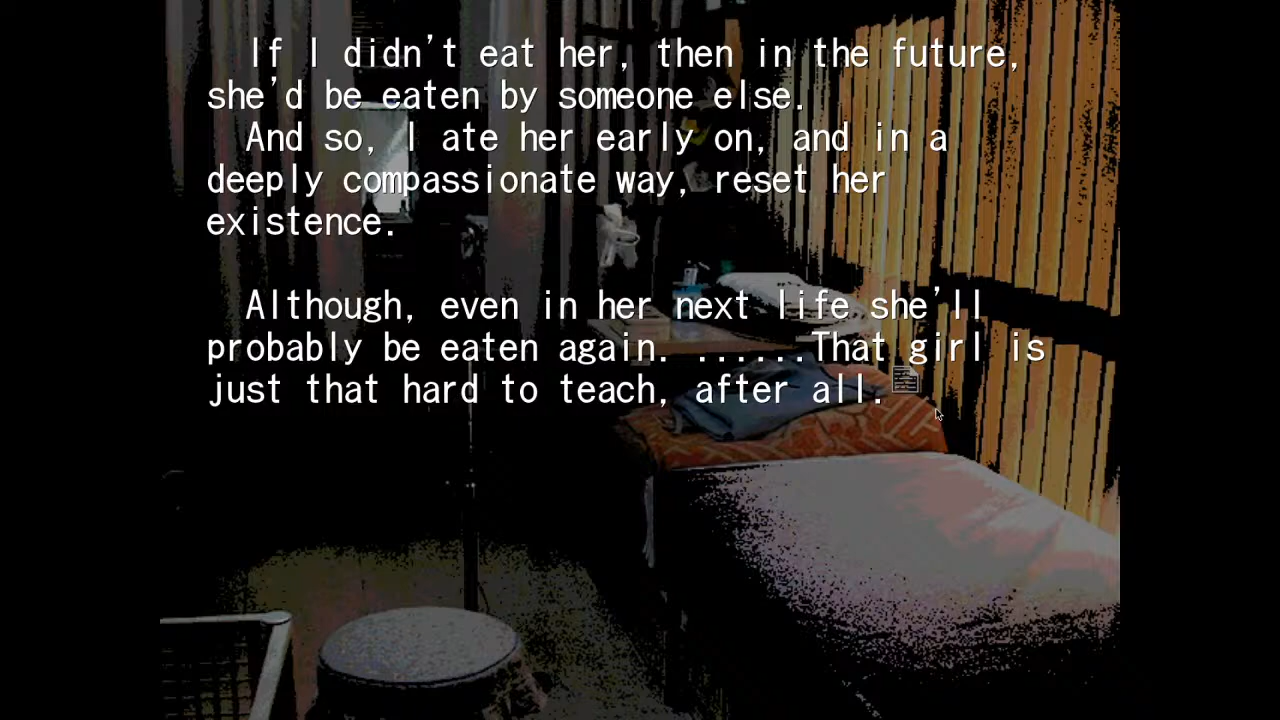 If I didn't eat her, then in the future,
she'd be eaten by someone else.
And so, I ate her early on, and in a
deeply compassionate way, reset her
existence.
Although, even in her next life she'll
probably be eaten again. ......That girl is
just that hard to teach, after all.